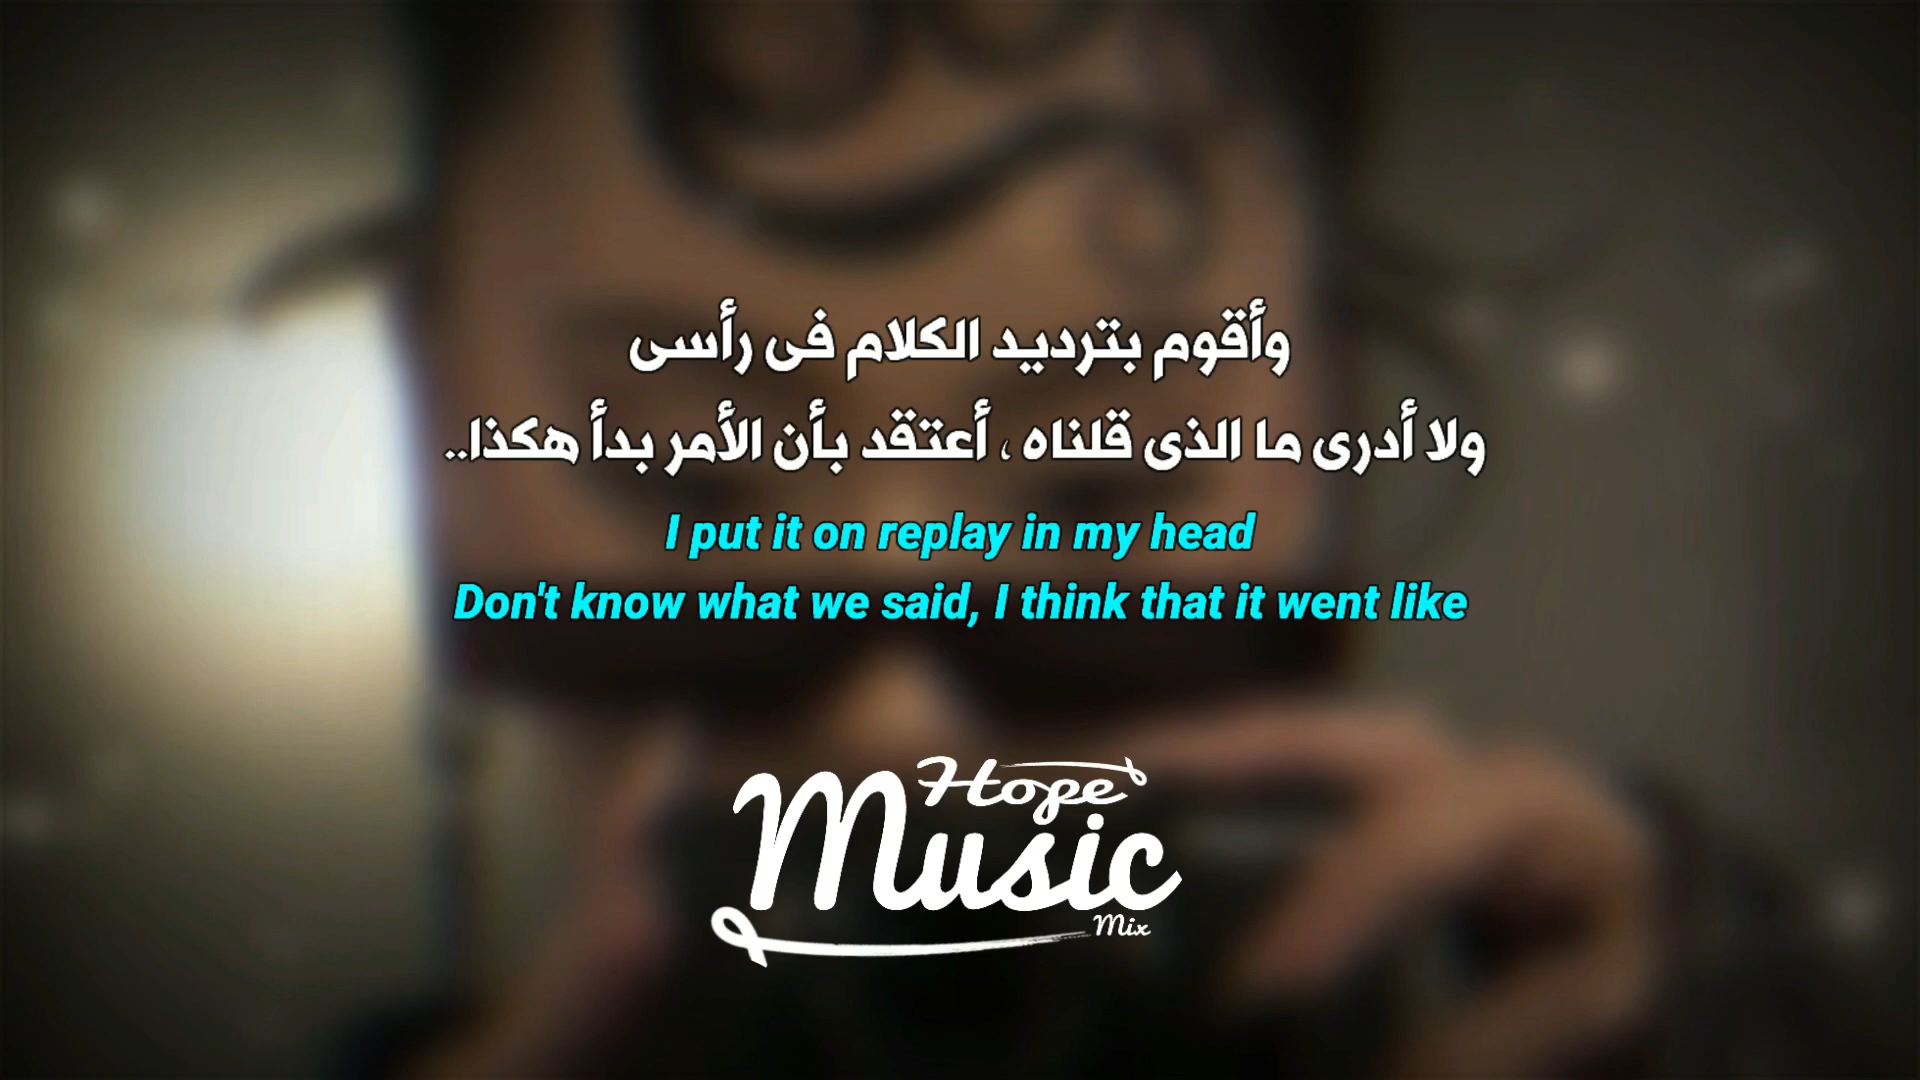 وأقوم بترديد الكلام فى رأسى
ولا أدرى ما الذى قلناه ، أعتقد بأن الأمر بدأ هكذا..
I put it on replay in my head
Don't know what we said, I think that it went like
Hope
Music
Mix